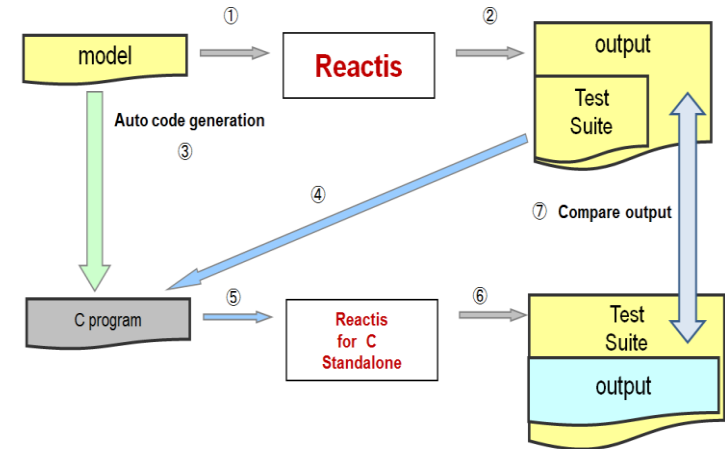 ①
②
model
Reactis
output
Test
Suite
Auto code generation
③
④
⑦ Compare output
C program
⑤
Reactis
for C
Standalone
⑥
Test
Suite
output